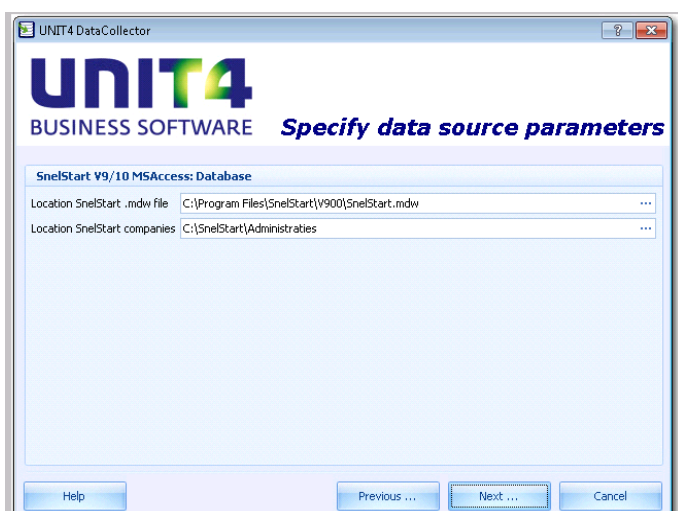 UNIT4 DataCollector
UNIT4
BUSINESS SOFTWARE
Specify data source parameters
SnelStart V9/10 MSAccess: Database
Location SnelStart .mdw file C:\Program Files\SnelStart\V900\SnelStart.mdw ...
Location SnelStart companies C:\SnelStart\Administraties ...
Help Previous ... Next ... Cancel